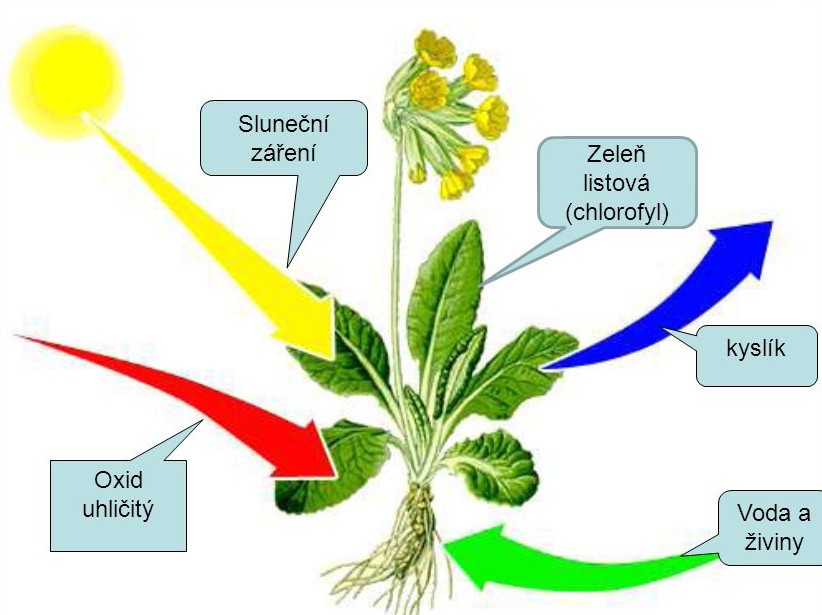 Sluneční
záření
Zeleň
listová
(chlorofyl)
kyslík
Oxid
uhličitý
Voda a
živiny